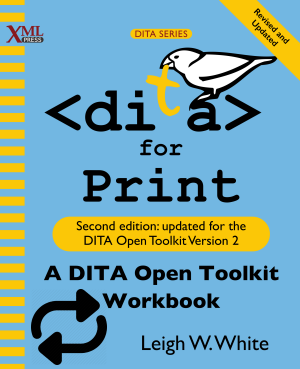 XML
PRESS
DITA SERIES
Revised and
Updated
<dita>
for
Print
Second edition: updated for the
DITA Open Toolkit Version 2
A DITA Open Toolkit
Workbook
Leigh W. White